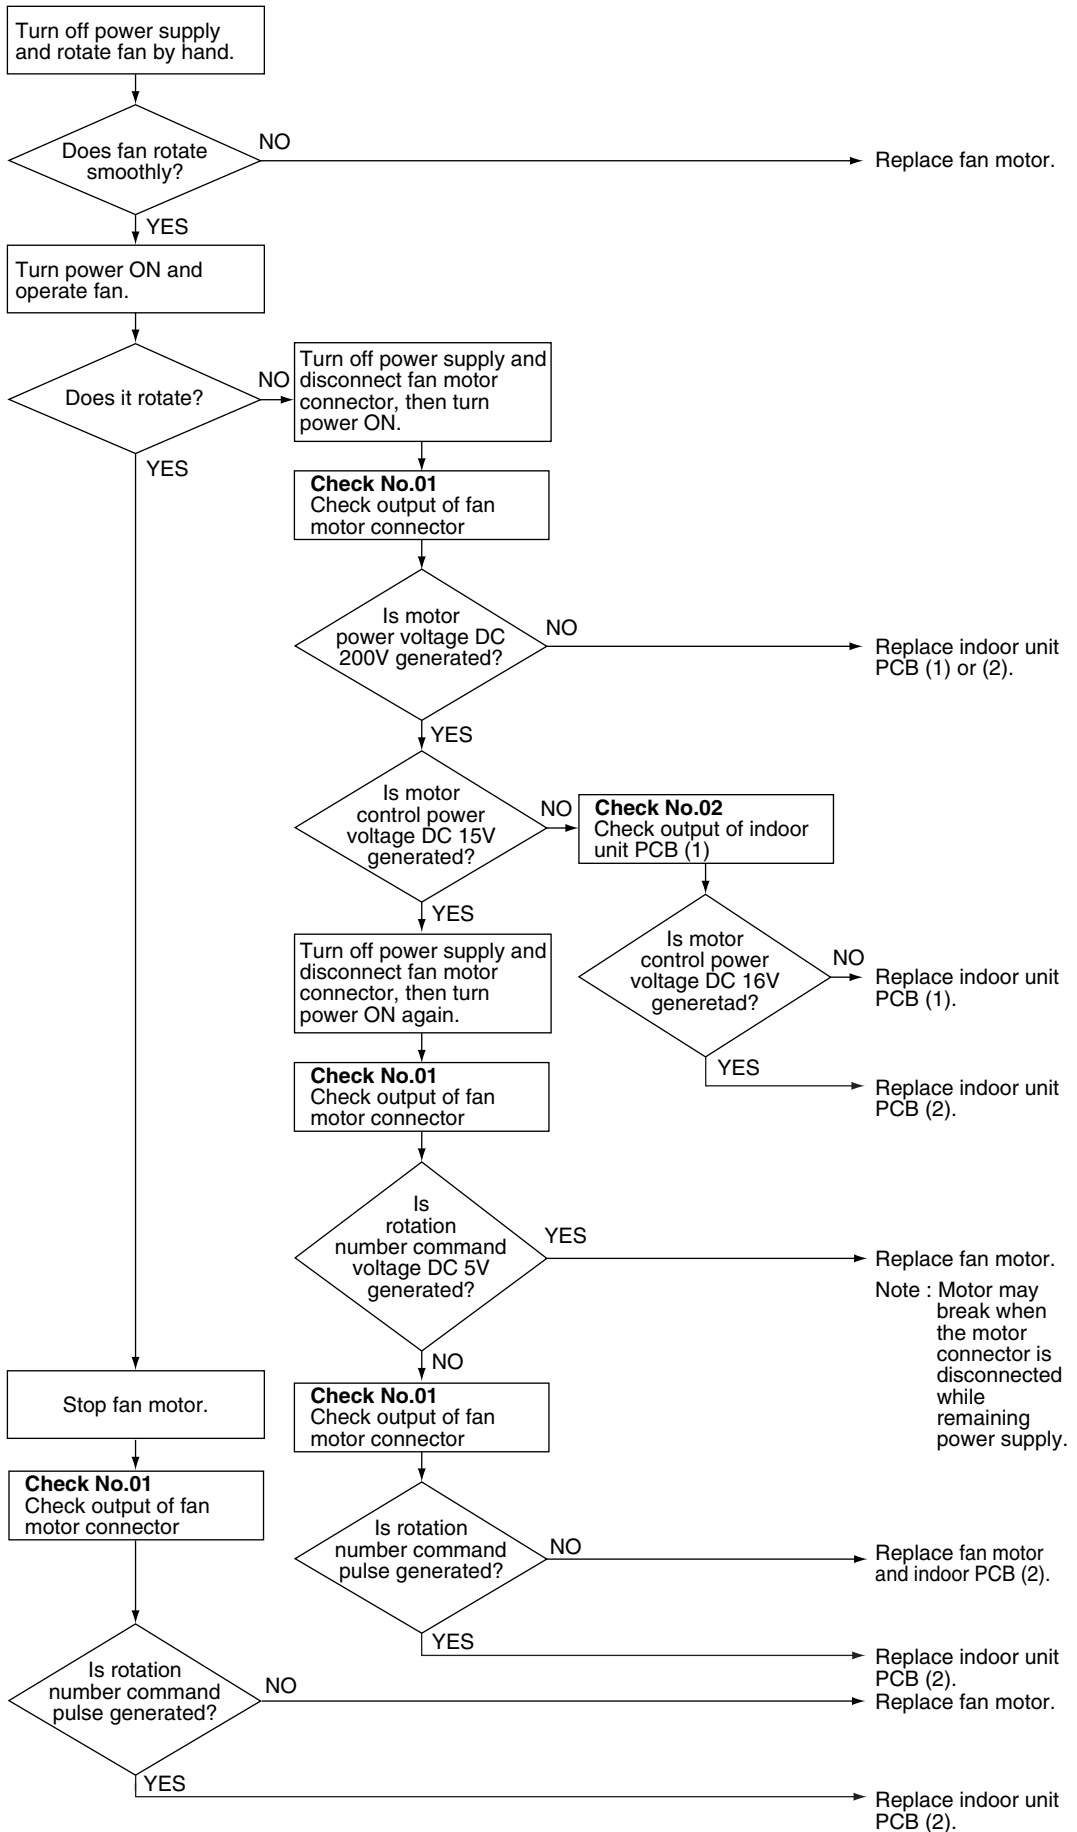 Turn off power supply
and rotate fan by hand.
Does fan rotate
smoothly?
NO
Replace fan motor.
YES
Turn power ON and
operate fan.
Does it rotate?
NO
Turn off power supply and
disconnect fan motor
connector, then turn
power ON.
YES
Check No.01
Check output of fan
motor connector
Is motor
power voltage DC
200V generated?
NO
Replace indoor unit
PCB (1) or (2).
YES
Is motor
control power
voltage DC 15V
generated?
NO
Check No.02
Check output of indoor
unit PCB (1)
YES
Is motor
control power
voltage DC 16V
generetad?
NO
Replace indoor unit
PCB (1).
YES
Replace indoor unit
PCB (2).
Turn off power supply and
disconnect fan motor
connector, then turn
power ON again.
Check No.01
Check output of fan
motor connector
Is
rotation
number command
voltage DC 5V
generated?
YES
Replace fan motor.
Note : Motor may
break when
the motor
connector is
disconnected
while
remaining
power supply.
NO
Check No.01
Check output of fan
motor connector
Is rotation
number command
pulse generated?
NO
Replace fan motor
and indoor PCB (2).
YES
Replace indoor unit
PCB (2).
Stop fan motor.
Check No.01
Check output of fan
motor connector
Is rotation
number command
pulse generated?
NO
Replace fan motor.
YES
Replace indoor unit
PCB (2).